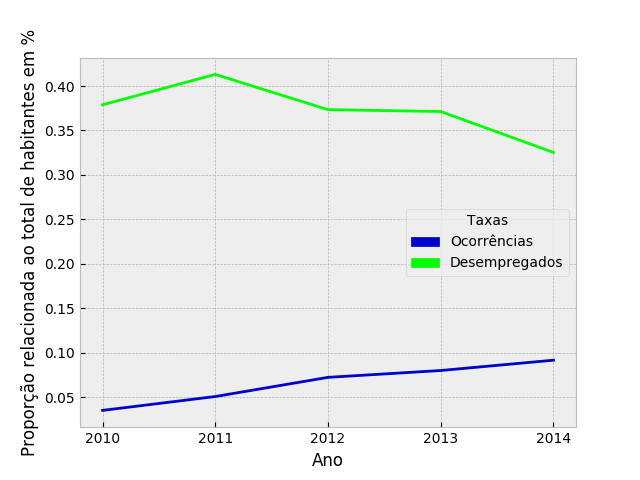 Proporção relacionada ao total de habitantes em %
0.40
0.35
0.30
0.25
0.20
0.15
0.10
0.05
Taxas
Ocorrências
Desempregados
2010 2011 2012 2013 2014
Ano